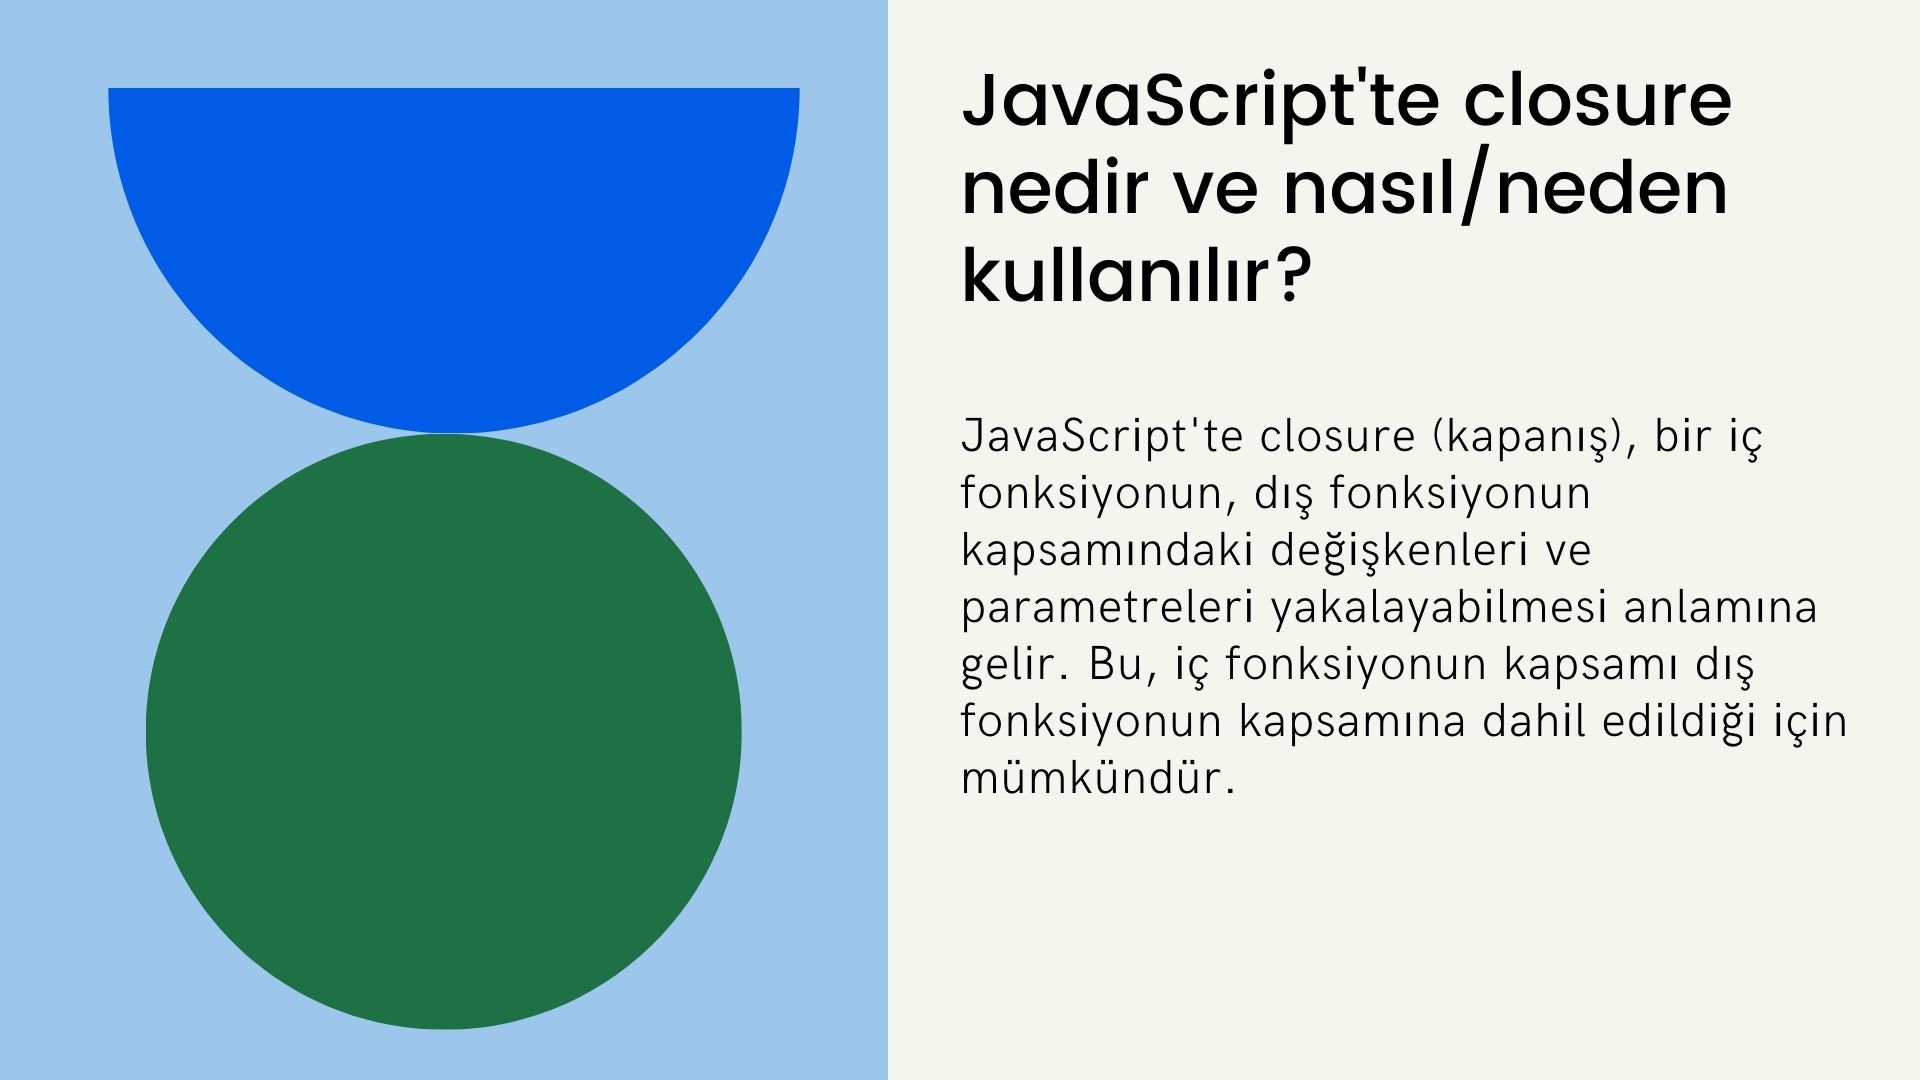 JavaScript'te closure
nedir ve nasıl/neden
kullanılır?
JavaScript'te closure (kapanış), bir iç
fonksiyonun, dış fonksiyonun
kapsamındaki değişkenleri ve
parametreleri yakalayabilmesi anlamına
gelir. Bu, iç fonksiyonun kapsamı dış
fonksiyonun kapsamına dahil edildiği için
mümkündür.